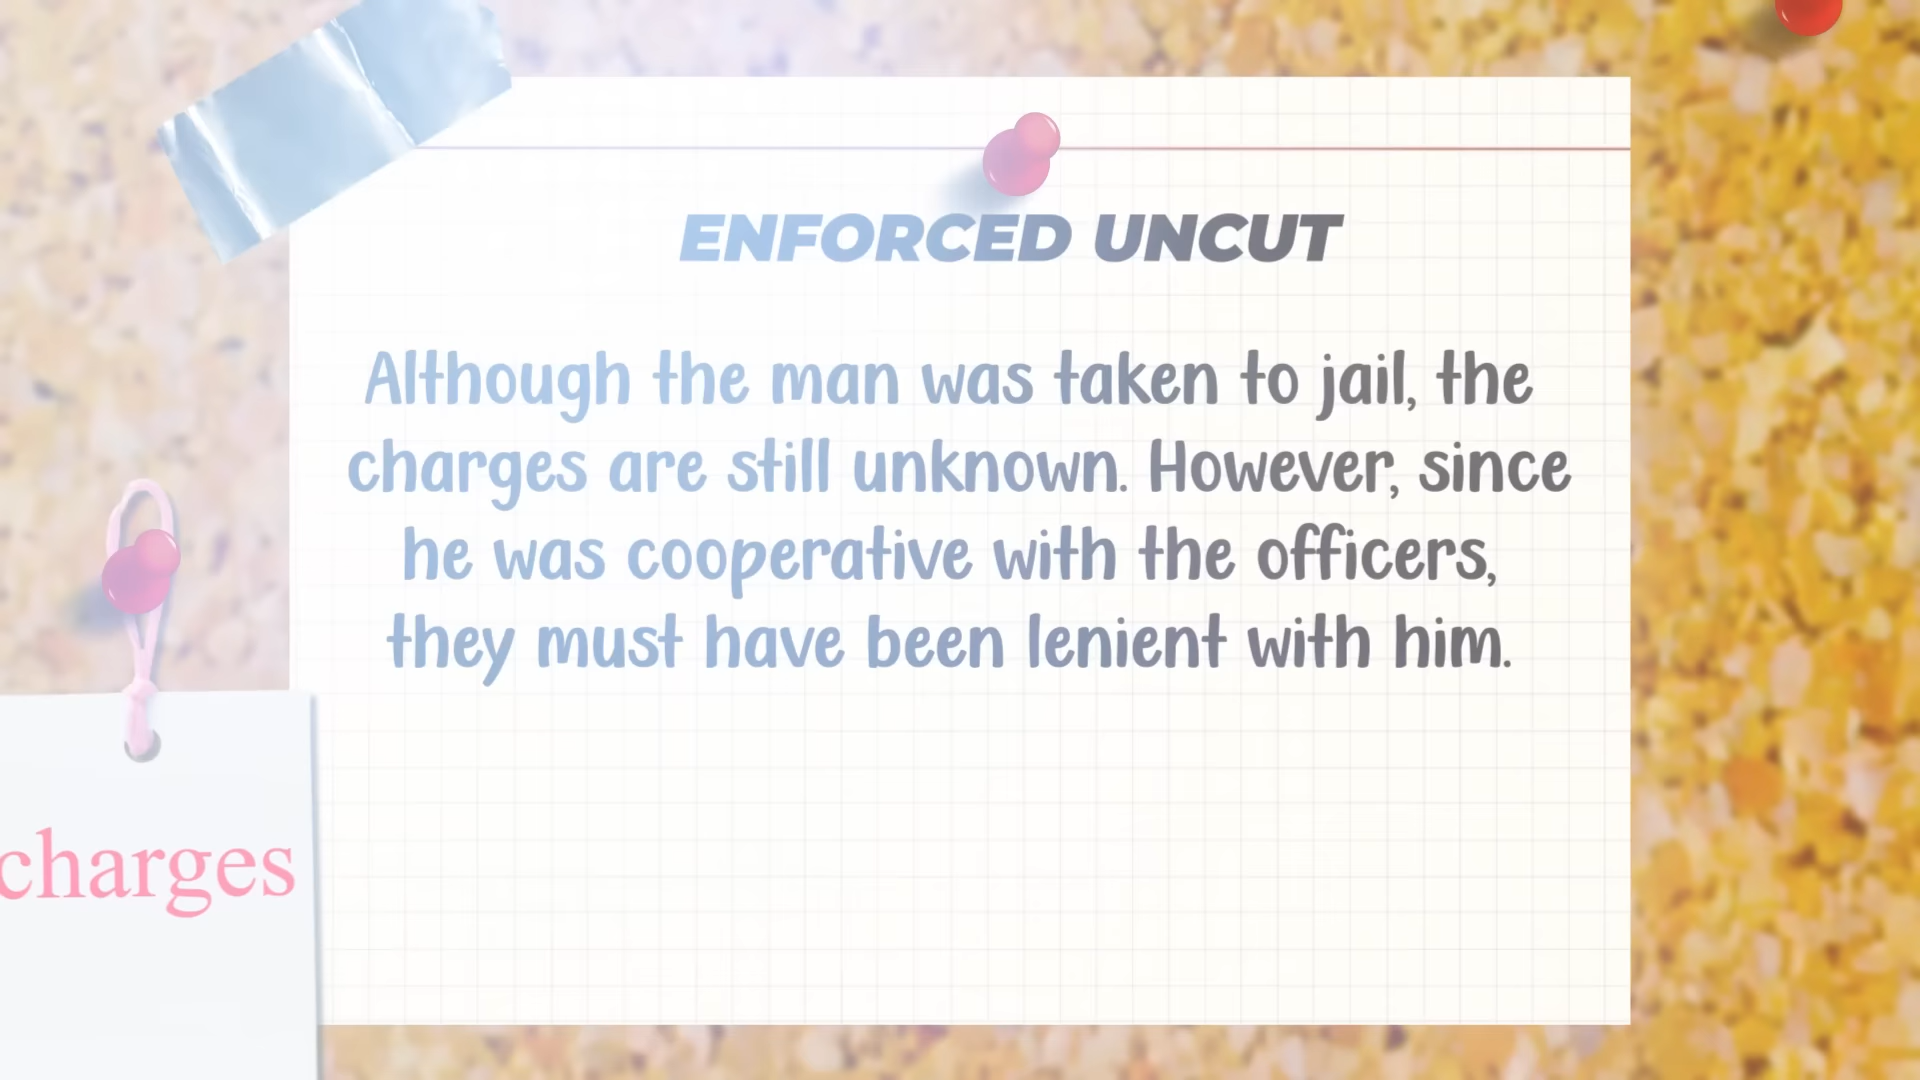 ENFORCED UNCUT
Although the man was taken to jail, the
charges are still unknown. However, since
he was cooperative with the officers,
they must have been lenient with him.
charges